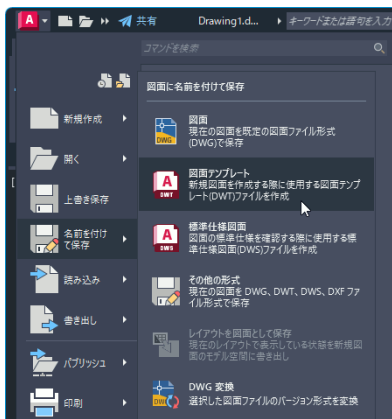 A 共有 Drawing1.d... キーワードまたは語句を入力
コマンドを検索
図面に名前を付けて保存
新規作成
開く
上書き保存
名前を付け
て保存
読み込み
書き出し
パブリッシュ
印刷
DWG
図面
現在の図面を既定の図面ファイル形式
(DWG)で保存
A
DWT
図面テンプレート
新規図面を作成する際に使用する図面テンプ
レート(DWT)ファイルを作成
A
DWS
標準仕様図面
図面の標準仕様を確認する際に使用する標
準仕様図面(DWS)ファイルを作成
その他の形式
現在の図面を DWG、DWT、DWS、DXF ファ
イル形式で保存
レイアウトを図面として保存
現在のレイアウトで表示している状態を新規図
面のモデル空間に書き出し
DWG 変換
選択した図面ファイルのバージョン形式を変換